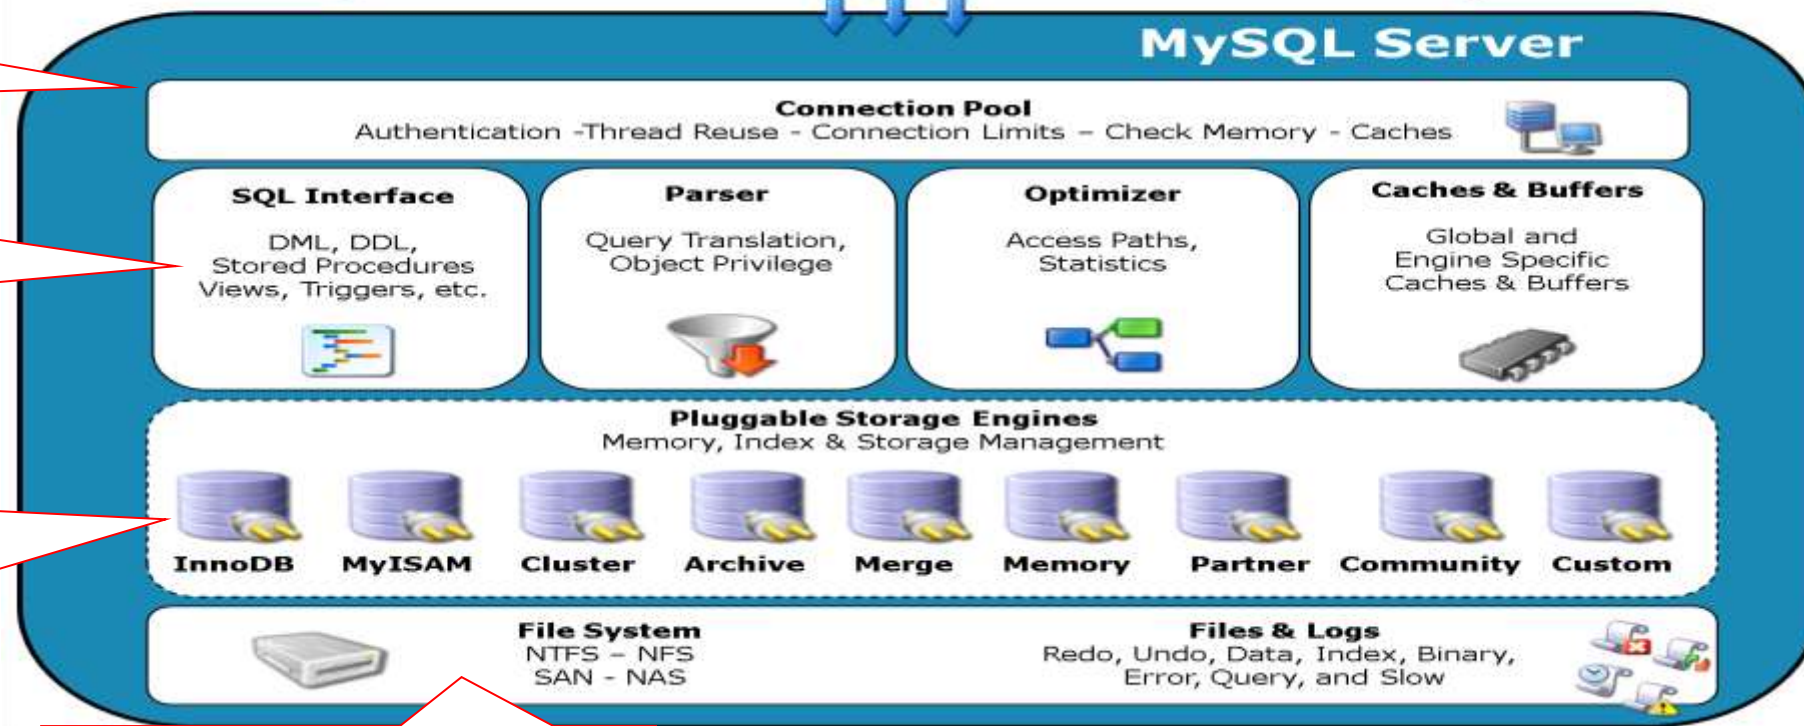 MySQL Server
Connection Pool
Authentication -Thread Reuse - Connection Limits – Check Memory - Caches
SQL Interface
DML, DDL,
Stored Procedures
Views, Triggers, etc.
Parser
Query Translation,
Object Privilege
Optimizer
Access Paths,
Statistics
Caches & Buffers
Global and
Engine Specific
Caches & Buffers
Pluggable Storage Engines
Memory, Index & Storage Management
InnoDB
MyISAM
Cluster
Archive
Merge
Memory
Partner
Community
Custom
File System
NTFS – NFS
SAN - NAS
Files & Logs
Redo, Undo, Data, Index, Binary,
Error, Query, and Slow